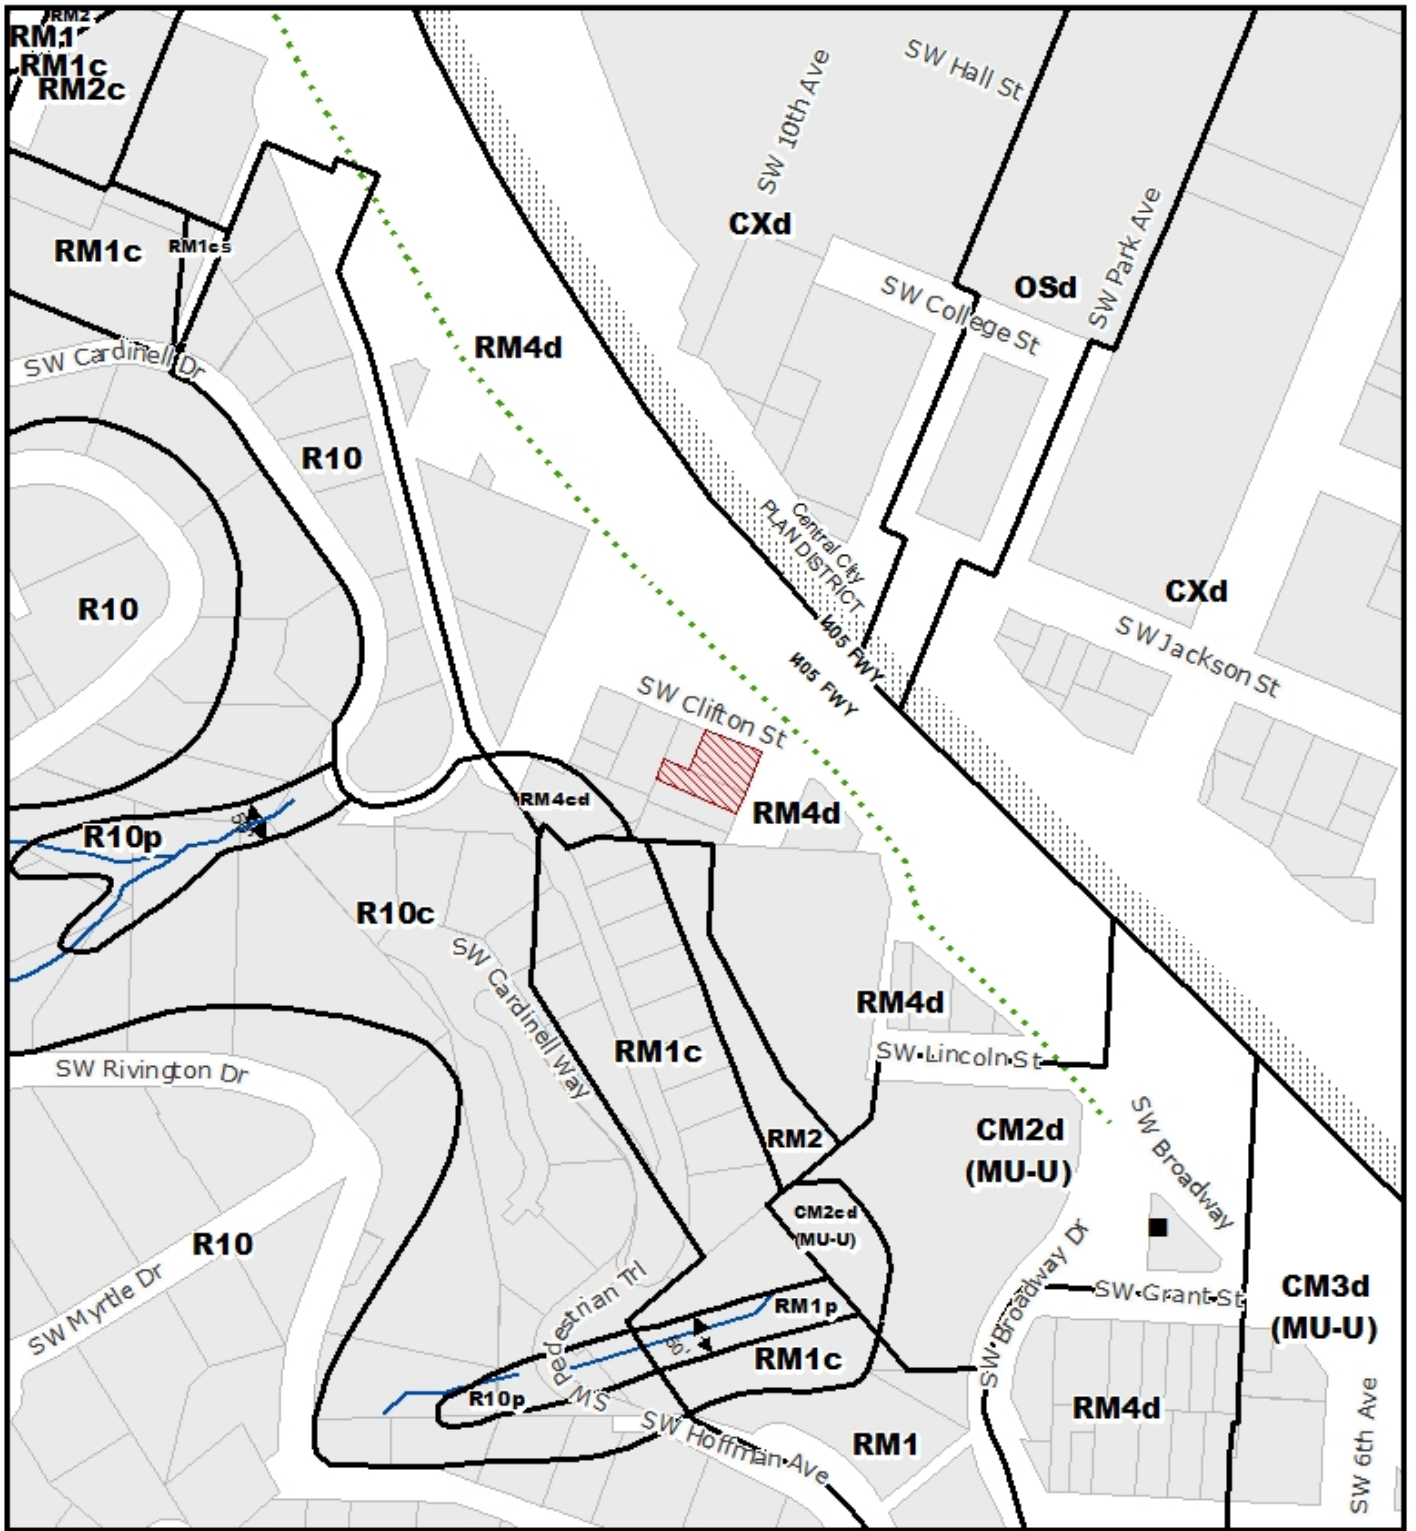 RM2
RM1
RM1c
RM2c
SW Hall St
SW 10th Ave
CXd
RM1c
RM1cs
SW Park Ave
OSd
SW College St
RM4d
SW Cardinell Dr
R10
Central City
PLAN DISTRICT
R10
CXd
SW Jackson St
I405 FWY
I405 FWY
SW Clifton St
RM4cd
RM4d
R10p
R10c
SW Cardinell Way
RM4d
RM1c
SW Lincoln St
SW Rivington Dr
RM2
CM2d
(MU-U)
SW Broadway
CM2cd
(MU-U)
R10
SW Myrtle Dr
SW Pedestrian Trl
SW Broadway Dr
SW Grant St
CM3d
(MU-U)
RM1p
60'
RM1c
R10p
SW Hoffman Ave
RM4d
RM1
SW 6th Ave